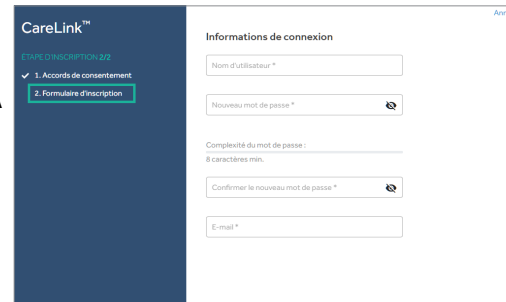 CareLink™
ÉTAPE D'INSCRIPTION 2/2
1. Accords de consentement
2. Formulaire d'inscription
Informations de connexion
Nom d'utilisateur *
Nouveau mot de passe *
Complexité du mot de passe :
8 caractères min.
Confirmer le nouveau mot de passe *
E-mail *